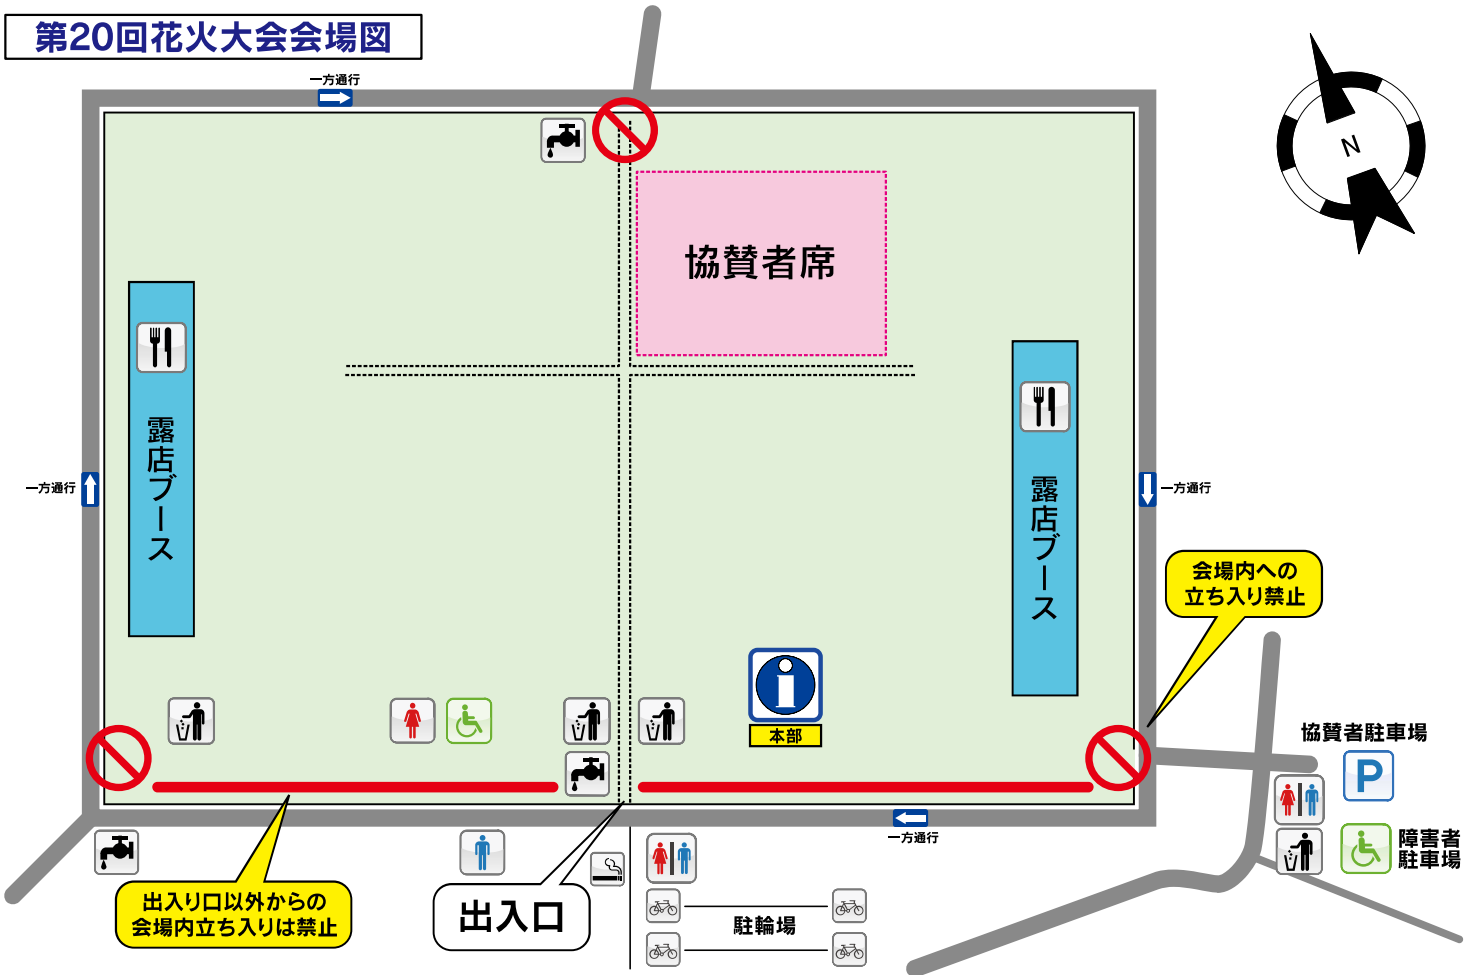 第20回花火大会会場図
一方通行
N
協賛者席
露店ブース
露店ブース
一方通行
一方通行
会場内への
立ち入り禁止
本部
協賛者駐車場
P
障害者
駐車場
一方通行
出入り口以外からの
会場内立ち入りは禁止
出入口
駐輪場